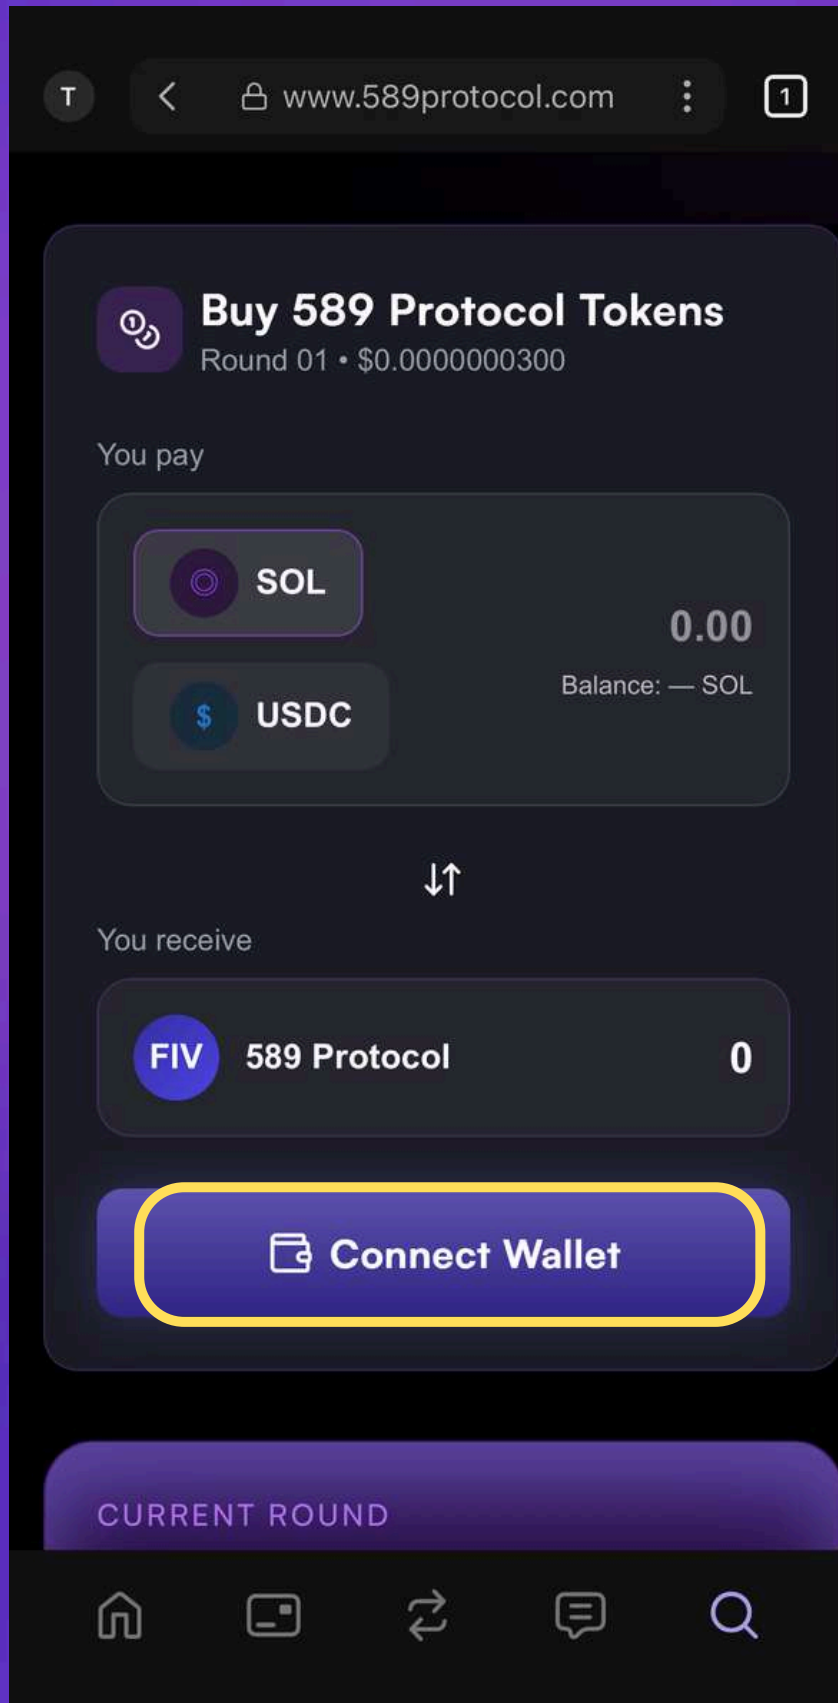 T
www.589protocol.com
1
Buy 589 Protocol Tokens
Round 01 • $0.0000000300
You pay
SOL
0.00
Balance: — SOL
$ USDC
You receive
FIV 589 Protocol 0
Connect Wallet
CURRENT ROUND